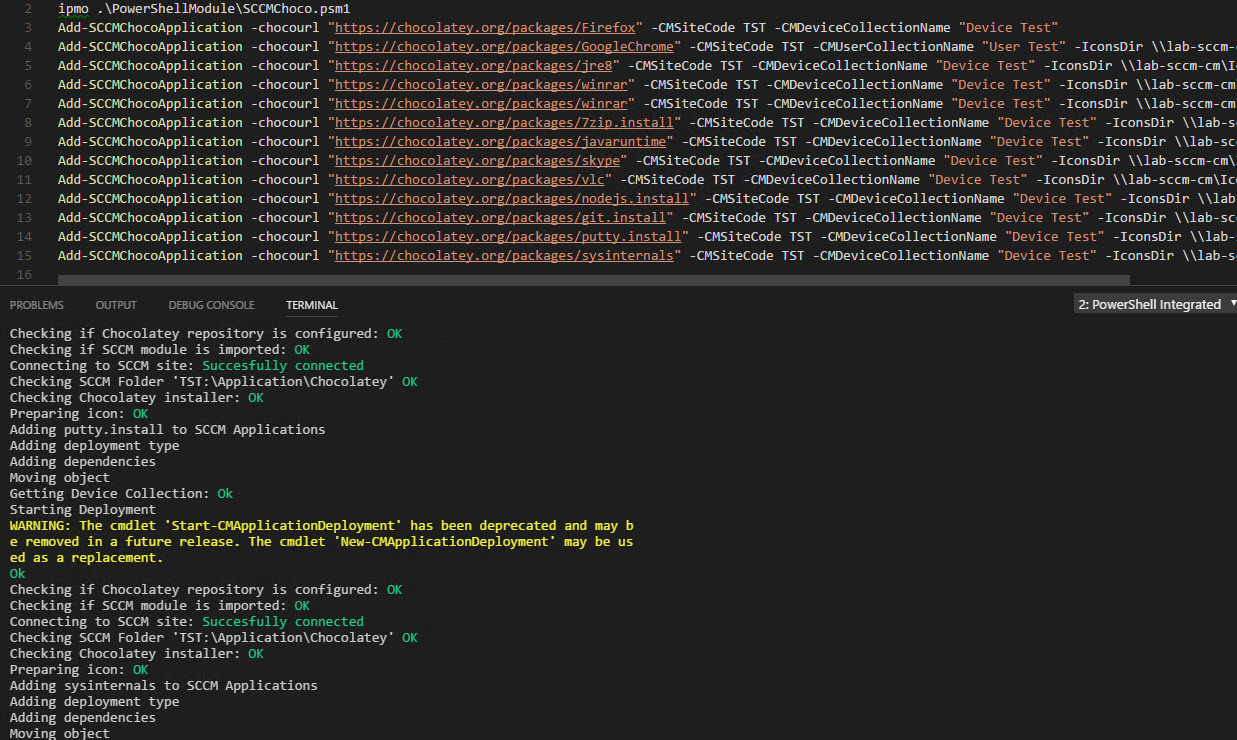 2 ipmo .\PowerShellModule\SCCMChoco.psm1
3 Add-SCCMChocoApplication -chocourl "https://chocolatey.org/packages/Firefox" -CMSiteCode TST -CMDeviceCollectionName "Device Test"
4 Add-SCCMChocoApplication -chocourl "https://chocolatey.org/packages/GoogleChrome" -CMSiteCode TST -CMUserCollectionName "User Test" -IconsDir \\lab-sccm-
5 Add-SCCMChocoApplication -chocourl "https://chocolatey.org/packages/jre8" -CMSiteCode TST -CMDeviceCollectionName "Device Test" -IconsDir \\lab-sccm-cm\I
6 Add-SCCMChocoApplication -chocourl "https://chocolatey.org/packages/winrar" -CMSiteCode TST -CMDeviceCollectionName "Device Test" -IconsDir \\lab-sccm-cm
7 Add-SCCMChocoApplication -chocourl "https://chocolatey.org/packages/winrar" -CMSiteCode TST -CMDeviceCollectionName "Device Test" -IconsDir \\lab-sccm-cm
8 Add-SCCMChocoApplication -chocourl "https://chocolatey.org/packages/7zip.install" -CMSiteCode TST -CMDeviceCollectionName "Device Test" -IconsDir \\lab-s
9 Add-SCCMChocoApplication -chocourl "https://chocolatey.org/packages/javaruntime" -CMSiteCode TST -CMDeviceCollectionName "Device Test" -IconsDir \\lab-sc
10 Add-SCCMChocoApplication -chocourl "https://chocolatey.org/packages/skype" -CMSiteCode TST -CMDeviceCollectionName "Device Test" -IconsDir \\lab-sccm-cm\
11 Add-SCCMChocoApplication -chocourl "https://chocolatey.org/packages/vlc" -CMSiteCode TST -CMDeviceCollectionName "Device Test" -IconsDir \\lab-sccm-cm\Ic
12 Add-SCCMChocoApplication -chocourl "https://chocolatey.org/packages/nodejs.install" -CMSiteCode TST -CMDeviceCollectionName "Device Test" -IconsDir \\lab
13 Add-SCCMChocoApplication -chocourl "https://chocolatey.org/packages/git.install" -CMSiteCode TST -CMDeviceCollectionName "Device Test" -IconsDir \\lab-sc
14 Add-SCCMChocoApplication -chocourl "https://chocolatey.org/packages/putty.install" -CMSiteCode TST -CMDeviceCollectionName "Device Test" -IconsDir \\lab-
15 Add-SCCMChocoApplication -chocourl "https://chocolatey.org/packages/sysinternals" -CMSiteCode TST -CMDeviceCollectionName "Device Test" -IconsDir \\lab-s
16
PROBLEMS OUTPUT DEBUG CONSOLE TERMINAL 2: PowerShell Integrated
Checking if Chocolatey repository is configured: OK
Checking if SCCM module is imported: OK
Connecting to SCCM site: Succesfully connected
Checking SCCM Folder 'TST:\Application\Chocolatey' OK
Checking Chocolatey installer: OK
Preparing icon: OK
Adding putty.install to SCCM Applications
Adding deployment type
Adding dependencies
Moving object
Getting Device Collection: Ok
Starting Deployment
WARNING: The cmdlet 'Start-CMApplicationDeployment' has been deprecated and may b
e removed in a future release. The cmdlet 'New-CMApplicationDeployment' may be us
ed as a replacement.
Ok
Checking if Chocolatey repository is configured: OK
Checking if SCCM module is imported: OK
Connecting to SCCM site: Succesfully connected
Checking SCCM Folder 'TST:\Application\Chocolatey' OK
Checking Chocolatey installer: OK
Preparing icon: OK
Adding sysinternals to SCCM Applications
Adding deployment type
Adding dependencies
Moving object